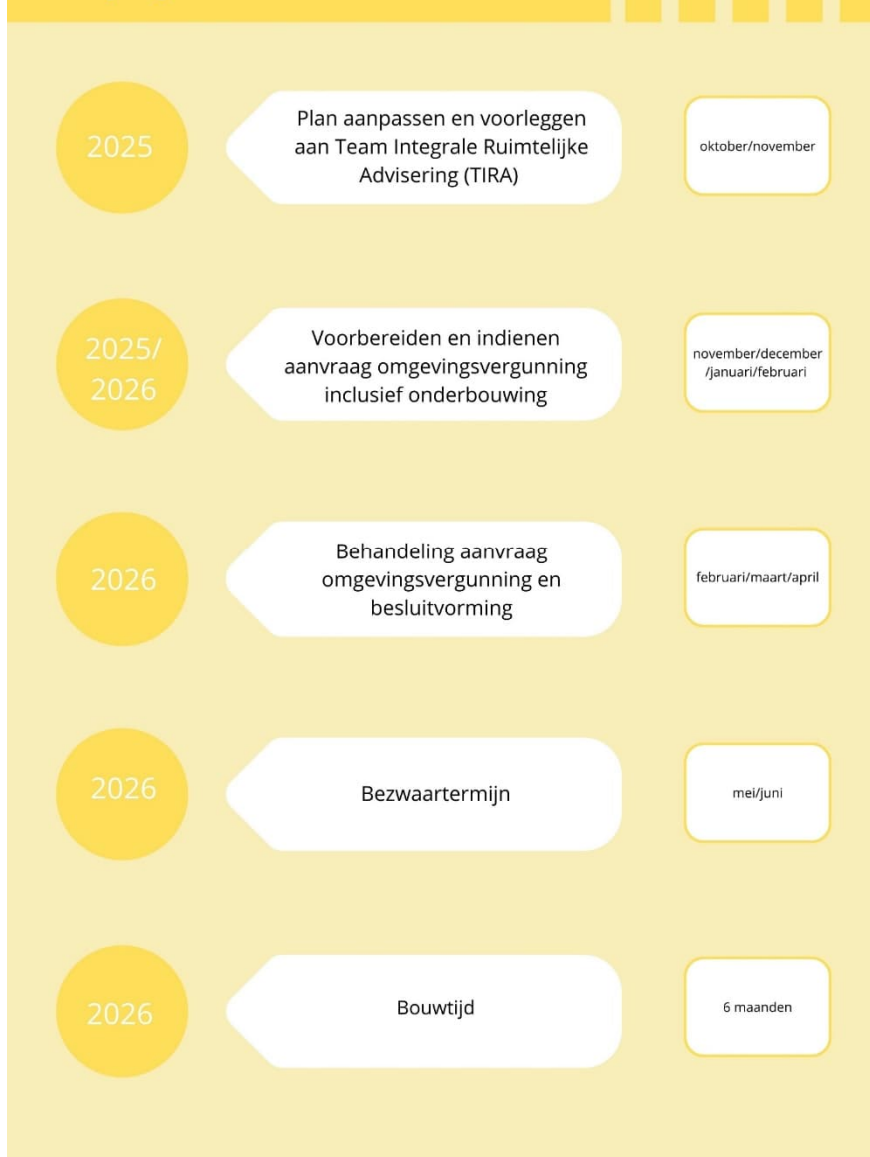 2025
Plan aanpassen en voorleggen
aan Team Integrale Ruimtelijke
Advisering (TIRA)
oktober/november
2025/
2026
Voorbereiden en indienen
aanvraag omgevingsvergunning
inclusief onderbouwing
november/december
/januari/februari
2026
Behandeling aanvraag
omgevingsvergunning en
besluitvorming
februari/maart/april
2026
Bezwaartermijn
mei/juni
2026
Bouwtijd
6 maanden